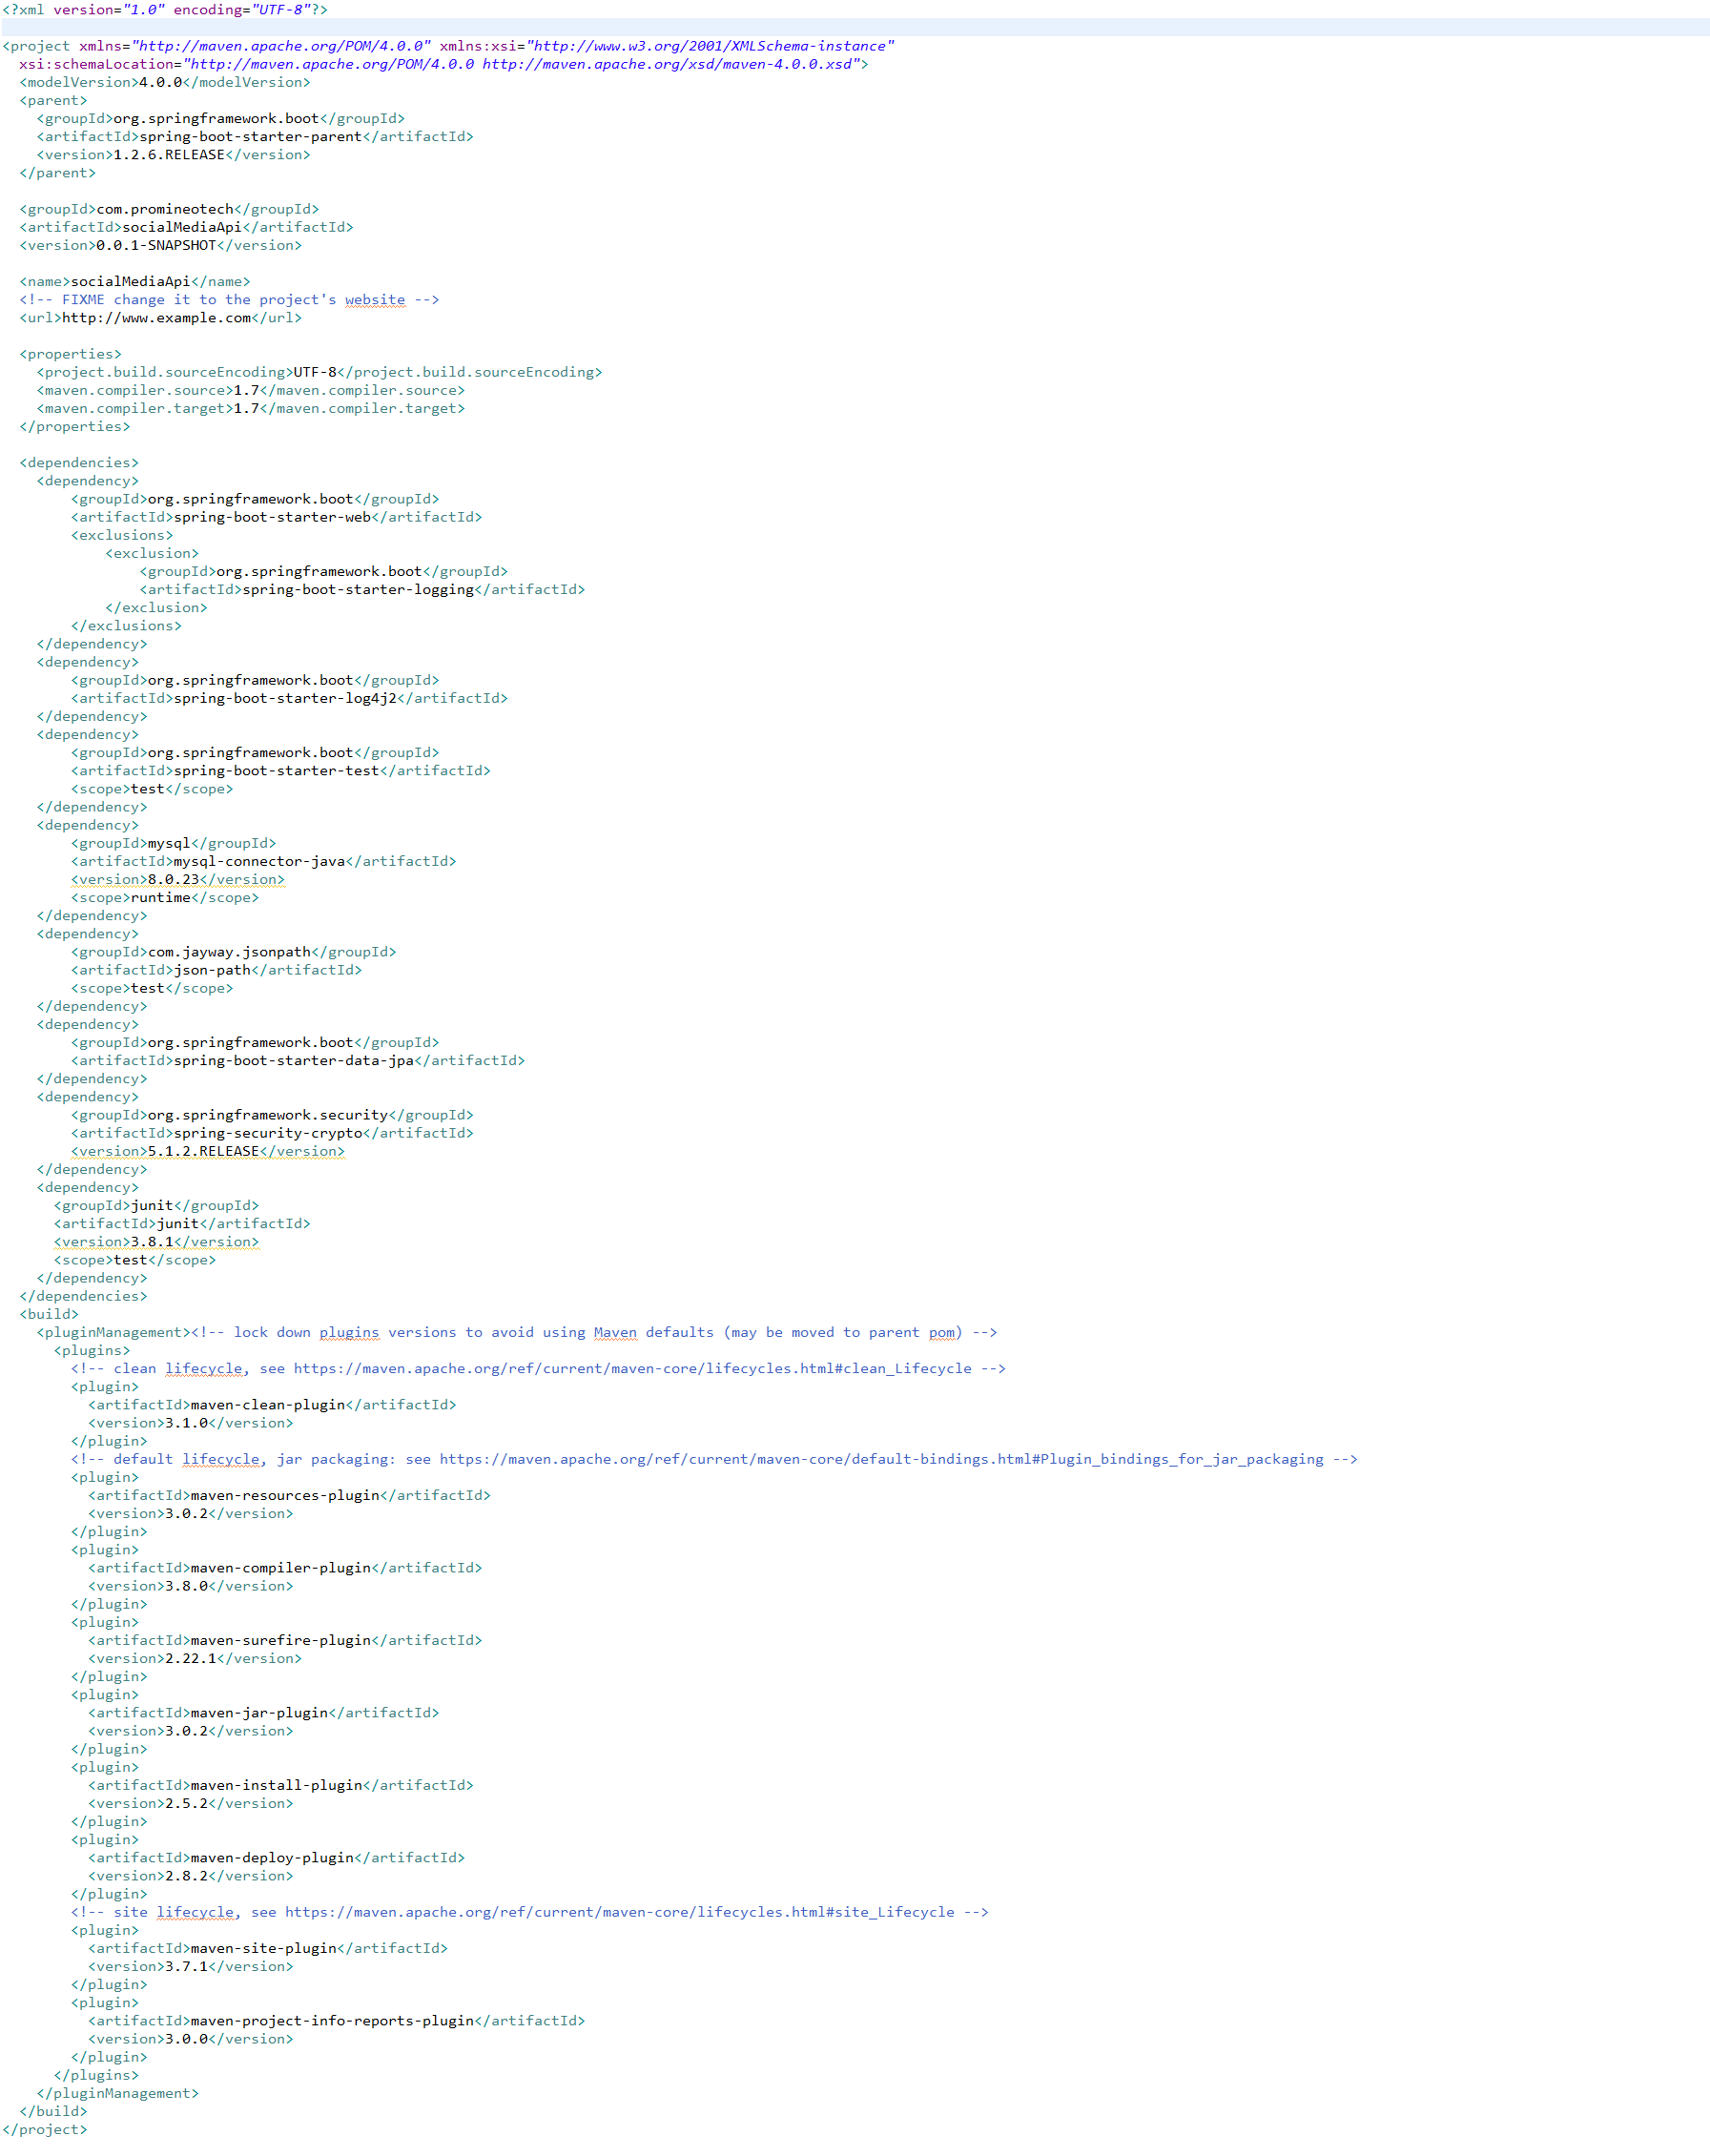 <?xml version="1.0" encoding="UTF-8"?>
<project xmlns="http://maven.apache.org/POM/4.0.0" xmlns:xsi="http://www.w3.org/2001/XMLSchema-instance"
xsi:schemaLocation="http://maven.apache.org/POM/4.0.0 http://maven.apache.org/xsd/maven-4.0.0.xsd">
<modelVersion>4.0.0</modelVersion>
<parent>
<groupId>org.springframework.boot</groupId>
<artifactId>spring-boot-starter-parent</artifactId>
<version>1.2.6.RELEASE</version>
</parent>
<groupId>com.promineotech</groupId>
<artifactId>socialMediaApi</artifactId>
<version>0.0.1-SNAPSHOT</version>
<name>socialMediaApi</name>
<!-- FIXME change it to the project's website -->
<url>http://www.example.com</url>
<properties>
<project.build.sourceEncoding>UTF-8</project.build.sourceEncoding>
<maven.compiler.source>1.7</maven.compiler.source>
<maven.compiler.target>1.7</maven.compiler.target>
</properties>
<dependencies>
<dependency>
<groupId>org.springframework.boot</groupId>
<artifactId>spring-boot-starter-web</artifactId>
<exclusions>
<exclusion>
<groupId>org.springframework.boot</groupId>
<artifactId>spring-boot-starter-logging</artifactId>
</exclusion>
</exclusions>
</dependency>
<dependency>
<groupId>org.springframework.boot</groupId>
<artifactId>spring-boot-starter-log4j2</artifactId>
</dependency>
<dependency>
<groupId>org.springframework.boot</groupId>
<artifactId>spring-boot-starter-test</artifactId>
<scope>test</scope>
</dependency>
<dependency>
<groupId>mysql</groupId>
<artifactId>mysql-connector-java</artifactId>
<version>8.0.23</version>
<scope>runtime</scope>
</dependency>
<dependency>
<groupId>com.jayway.jsonpath</groupId>
<artifactId>json-path</artifactId>
<scope>test</scope>
</dependency>
<dependency>
<groupId>org.springframework.boot</groupId>
<artifactId>spring-boot-starter-data-jpa</artifactId>
</dependency>
<dependency>
<groupId>org.springframework.security</groupId>
<artifactId>spring-security-crypto</artifactId>
<version>5.1.2.RELEASE</version>
</dependency>
<dependency>
<groupId>junit</groupId>
<artifactId>junit</artifactId>
<version>3.8.1</version>
<scope>test</scope>
</dependency>
</dependencies>
<build>
<pluginManagement><!-- lock down plugins versions to avoid using Maven defaults (may be moved to parent pom) -->
<plugins>
<!-- clean lifecycle, see https://maven.apache.org/ref/current/maven-core/lifecycles.html#clean_Lifecycle -->
<plugin>
<artifactId>maven-clean-plugin</artifactId>
<version>3.1.0</version>
</plugin>
<!-- default lifecycle, jar packaging: see https://maven.apache.org/ref/current/maven-core/default-bindings.html#Plugin_bindings_for_jar_packaging -->
<plugin>
<artifactId>maven-resources-plugin</artifactId>
<version>3.0.2</version>
</plugin>
<plugin>
<artifactId>maven-compiler-plugin</artifactId>
<version>3.8.0</version>
</plugin>
<plugin>
<artifactId>maven-surefire-plugin</artifactId>
<version>2.22.1</version>
</plugin>
<plugin>
<artifactId>maven-jar-plugin</artifactId>
<version>3.0.2</version>
</plugin>
<plugin>
<artifactId>maven-install-plugin</artifactId>
<version>2.5.2</version>
</plugin>
<plugin>
<artifactId>maven-deploy-plugin</artifactId>
<version>2.8.2</version>
</plugin>
<!-- site lifecycle, see https://maven.apache.org/ref/current/maven-core/lifecycles.html#site_Lifecycle -->
<plugin>
<artifactId>maven-site-plugin</artifactId>
<version>3.7.1</version>
</plugin>
<plugin>
<artifactId>maven-project-info-reports-plugin</artifactId>
<version>3.0.0</version>
</plugin>
</plugins>
</pluginManagement>
</build>
</project>